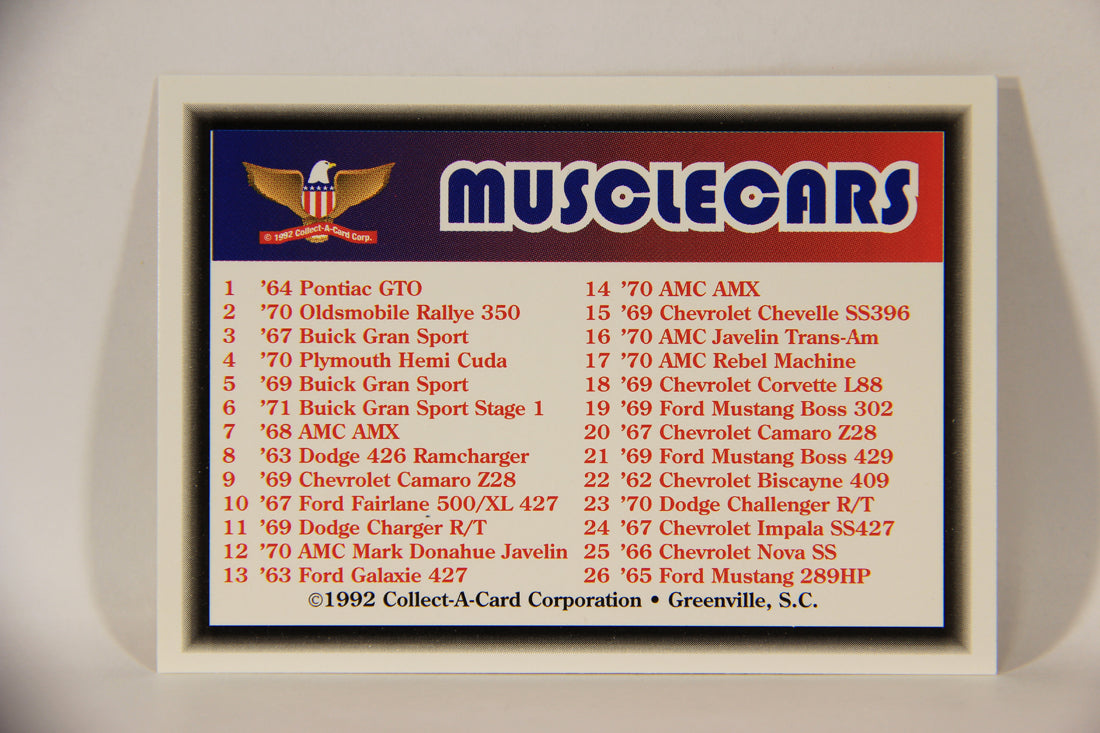 © 1992 Collect-A-Card Corp.
MUSCLECARS
1 '64 Pontiac GTO
2 '70 Oldsmobile Rallye 350
3 '67 Buick Gran Sport
4 '70 Plymouth Hemi Cuda
5 '69 Buick Gran Sport
6 '71 Buick Gran Sport Stage 1
7 '68 AMC AMX
8 '63 Dodge 426 Ramcharger
9 '69 Chevrolet Camaro Z28
10 '67 Ford Fairlane 500/XL 427
11 '69 Dodge Charger R/T
12 '70 AMC Mark Donahue Javelin
13 '63 Ford Galaxie 427
14 '70 AMC AMX
15 '69 Chevrolet Chevelle SS396
16 '70 AMC Javelin Trans-Am
17 '70 AMC Rebel Machine
18 '69 Chevrolet Corvette L88
19 '69 Ford Mustang Boss 302
20 '67 Chevrolet Camaro Z28
21 '69 Ford Mustang Boss 429
22 '62 Chevrolet Biscayne 409
23 '70 Dodge Challenger R/T
24 '67 Chevrolet Impala SS427
25 '66 Chevrolet Nova SS
26 '65 Ford Mustang 289HP
©1992 Collect-A-Card Corporation • Greenville, S.C.